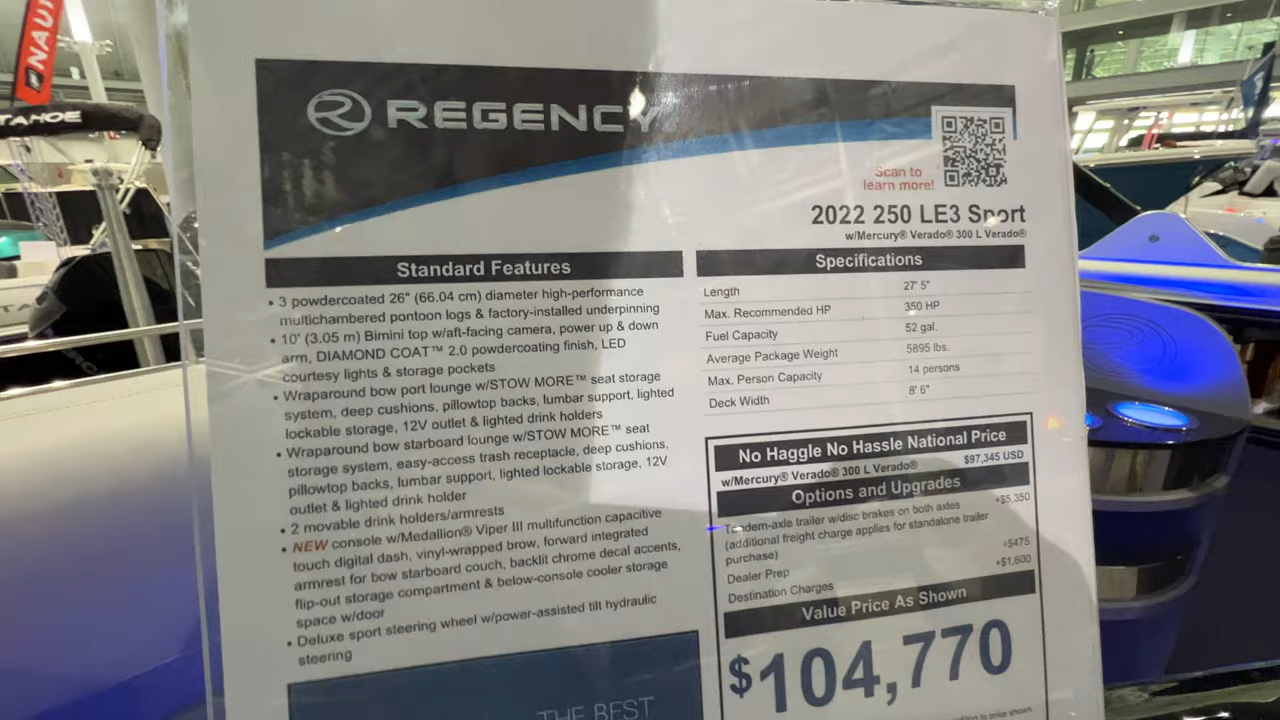 NAUT
TAHOE
REGENCY
Scan to
learn more!
2022 250 LE3 Sport
w/Mercury® Verado® 300 L Verado®
Standard Features
• 3 powdercoated 26" (66.04 cm) diameter high-performance
multichambered pontoon logs & factory-installed underpinning
• 10' (3.05 m) Bimini top w/aft-facing camera, power up & down
arm, DIAMOND COAT™ 2.0 powdercoating finish, LED
courtesy lights & storage pockets
• Wraparound bow port lounge w/STOW MORE™ seat storage
system, deep cushions, pillowtop backs, lumbar support, lighted
lockable storage, 12V outlet & lighted drink holders
• Wraparound bow starboard lounge w/STOW MORE™ seat
storage system, easy-access trash receptacle, deep cushions,
pillowtop backs, lumbar support, lighted lockable storage, 12V
outlet & lighted drink holder
• 2 movable drink holders/armrests
• NEW console w/Medallion® Viper III multifunction capacitive
touch digital dash, vinyl-wrapped brow, forward integrated
armrest for bow starboard couch, backlit chrome decal accents,
flip-out storage compartment & below-console cooler storage
space w/door
• Deluxe sport steering wheel w/power-assisted tilt hydraulic
steering
THE BEST
Specifications
Length 27' 5"
Max. Recommended HP 350 HP
Fuel Capacity 52 gal.
Average Package Weight 5895 lbs.
Max. Person Capacity 14 persons
Deck Width 8' 6"
No Haggle No Hassle National Price
w/Mercury® Verado® 300 L Verado® $97,345 USD
Options and Upgrades
Tandem-axle trailer w/disc brakes on both axles +$5,350
(additional freight charge applies for standalone trailer
purchase)
Dealer Prep +$475
Destination Charges +$1,600
Value Price As Shown
$104,770
to price shown